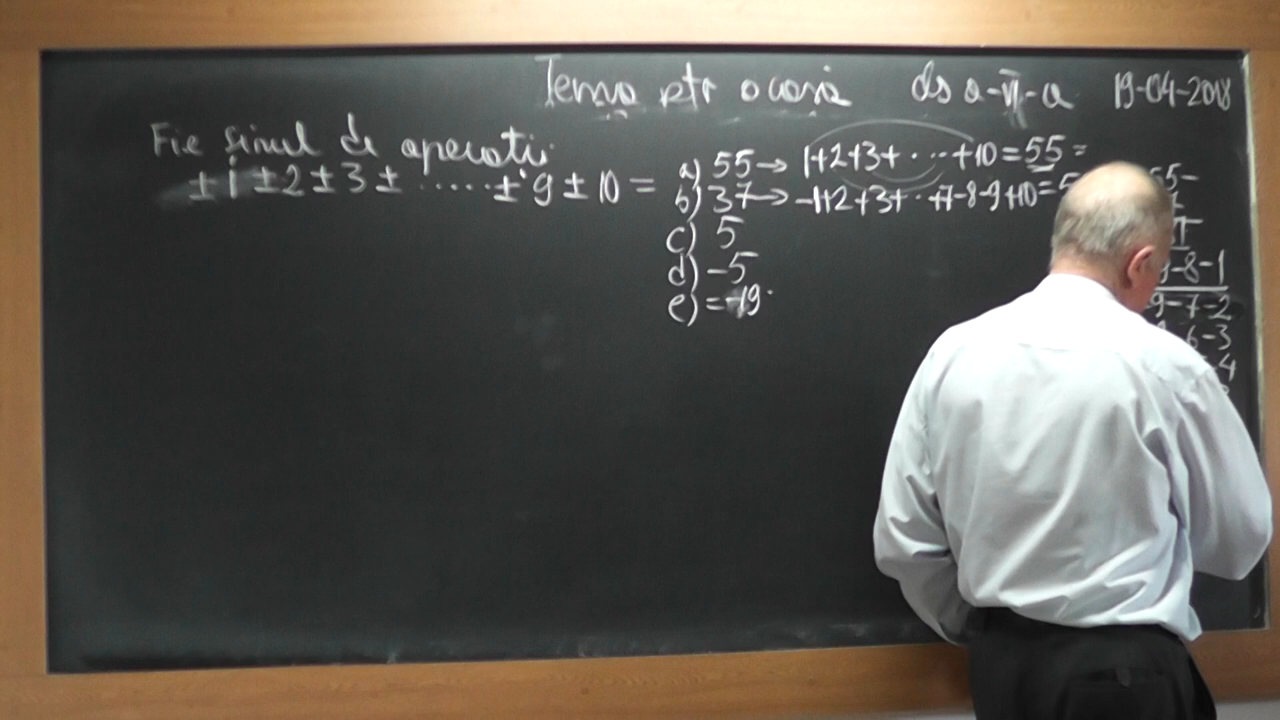 Tema ptr acasă cls a-VI-a 19-04-2018
Fie șirul de operații
±1±2±3±......±9±10=
a) 55→ 1+2+3+...+10=55=
b) 37→ -1+2+3+..+7-8-9+10=
c) 5
d) -5
e) =-19.
55-
9-8-1
9-7-2
6-3
-4